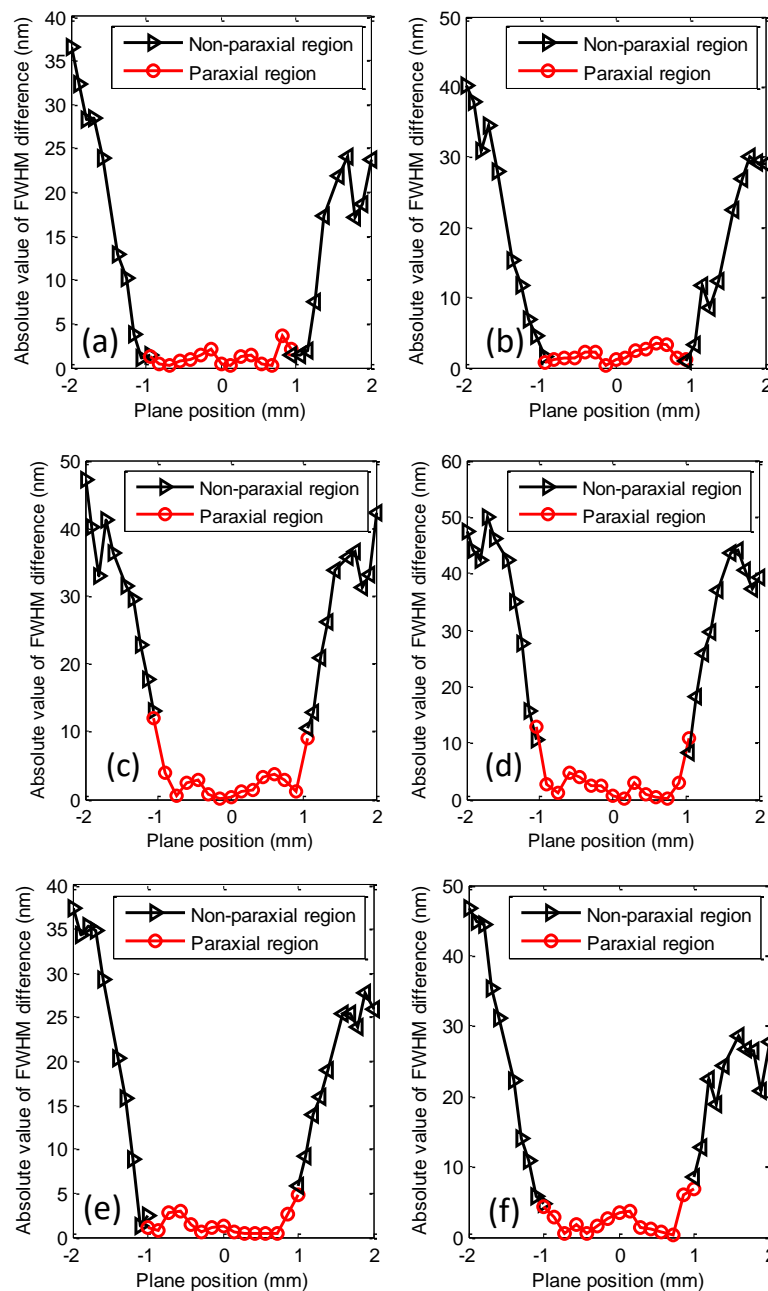 Absolute value of FWHM difference (nm)
40
35
30
25
20
15
10
5
0
Non-paraxial region
Paraxial region
(a)
-2 -1 0 1 2
Plane position (mm)
Absolute value of FWHM difference (nm)
50
40
30
20
10
0
Non-paraxial region
Paraxial region
(b)
-2 -1 0 1 2
Plane position (mm)
Absolute value of FWHM difference (nm)
50
40
30
20
10
0
Non-paraxial region
Paraxial region
(c)
-2 -1 0 1 2
Plane position (mm)
Absolute value of FWHM difference (nm)
60
50
40
30
20
10
0
Non-paraxial region
Paraxial region
(d)
-2 -1 0 1 2
Plane position (mm)
Absolute value of FWHM difference (nm)
40
35
30
25
20
15
10
5
0
Non-paraxial region
Paraxial region
(e)
-2 -1 0 1 2
Plane position (mm)
Absolute value of FWHM difference (nm)
50
40
30
20
10
0
Non-paraxial region
Paraxial region
(f)
-2 -1 0 1 2
Plane position (mm)